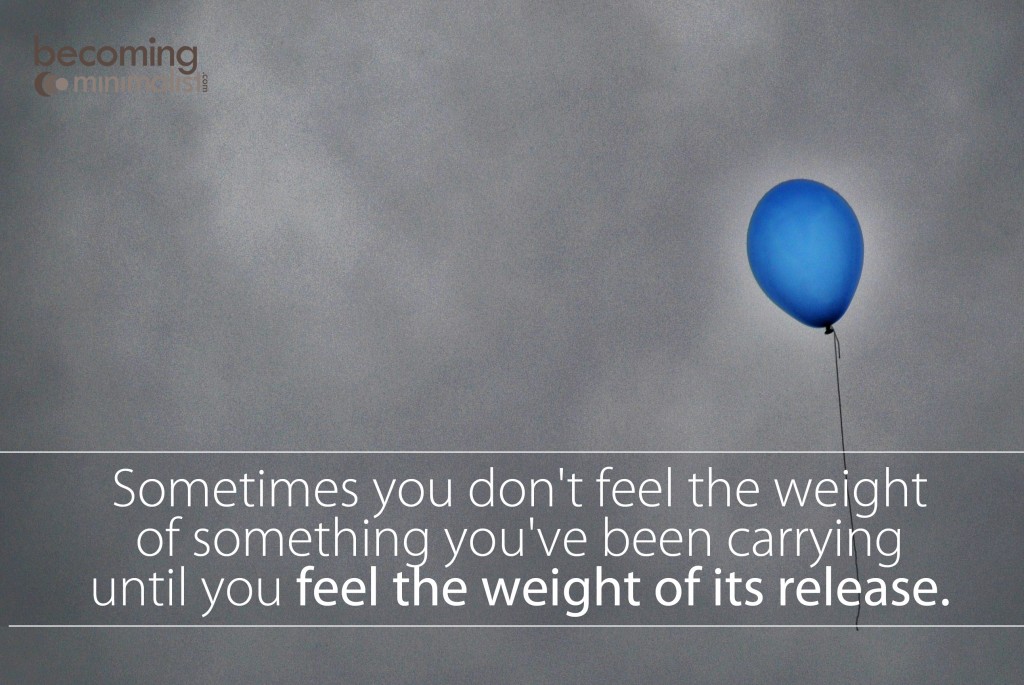 becoming
minimalist.com
Sometimes you don't feel the weight
of something you've been carrying
until you feel the weight of its release.